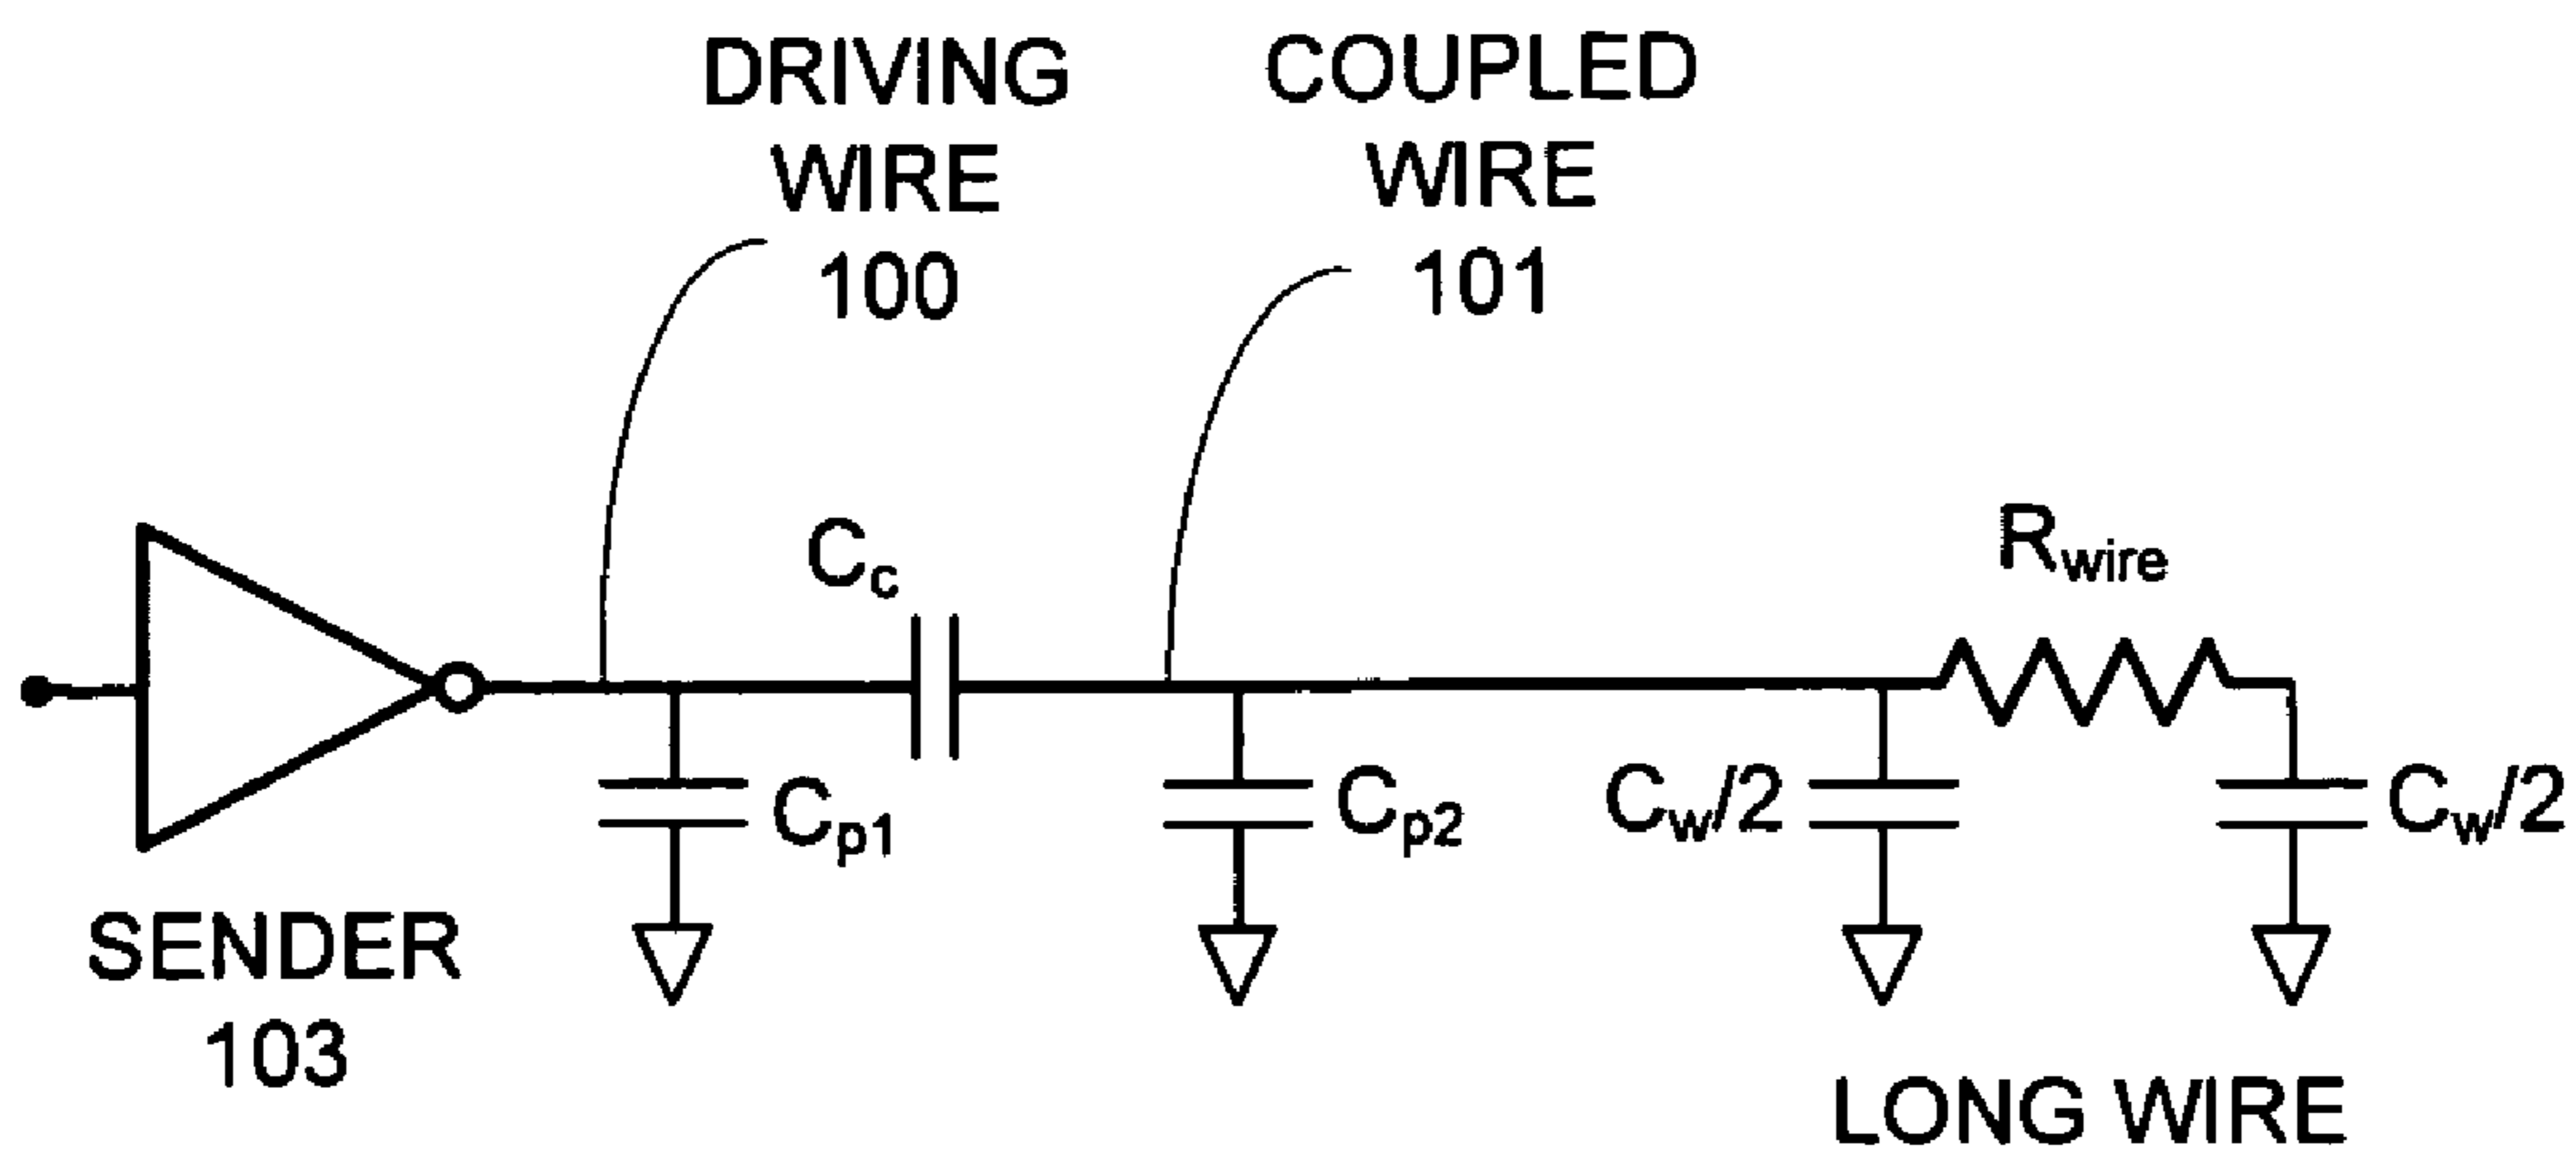 DRIVING
WIRE
100
COUPLED
WIRE
101
Cc
Rwire
Cp1
Cp2
Cw/2
Cw/2
SENDER
103
LONG WIRE